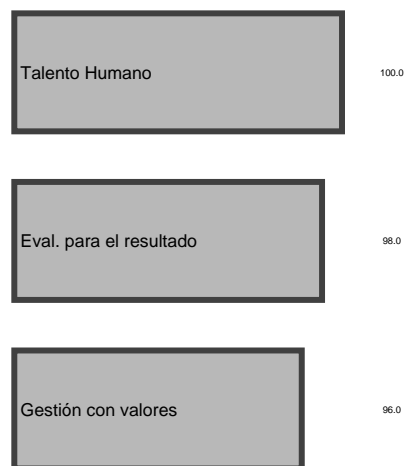 Talento Humano 100.0
Eval. para el resultado 98.0
Gestión con valores 96.0